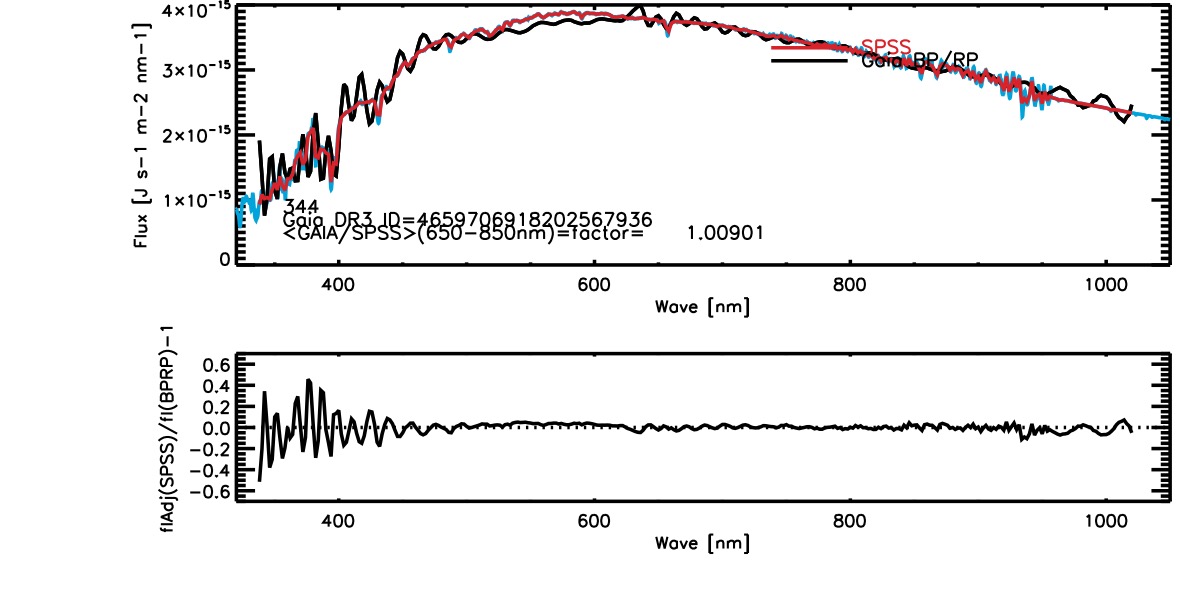 4×10−15
3×10−15
2×10−15
1×10−15
0
Flux [J s−1 m−2 nm−1]
SPSS
Gaia BP/RP
344
Gaia DR3 ID=4659706918202567936
<GAIA/SPSS>(650−850nm)=factor= 1.00901
400 600 800 1000
Wave [nm]
flAdj(SPSS)/fl(BPRP)−1
0.6
0.4
0.2
0.0
−0.2
−0.4
−0.6
400 600 800 1000
Wave [nm]